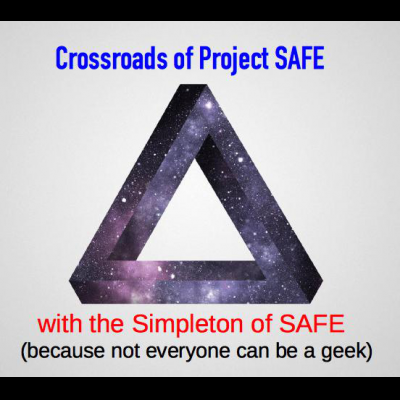 Crossroads of Project SAFE
with the Simpleton of SAFE
(because not everyone can be a geek)